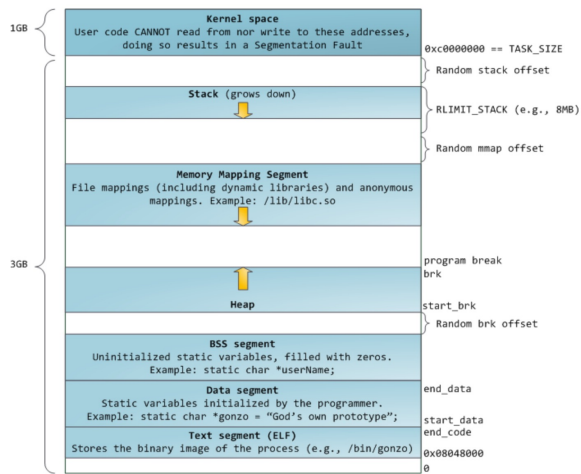 Kernel space
1GB
User code CANNOT read from nor write to these addresses,
doing so results in a Segmentation Fault
0xc0000000 == TASK_SIZE
Random stack offset
Stack (grows down)
RLIMIT_STACK (e.g., 8MB)
Random mmap offset
Memory Mapping Segment
File mappings (including dynamic libraries) and anonymous
mappings. Example: /lib/libc.so
3GB
program break
brk
Heap
start_brk
Random brk offset
BSS segment
Uninitialized static variables, filled with zeros.
Example: static char *userName;
Data segment
end_data
Static variables initialized by the programmer.
Example: static char *gonzo = “God’s own prototype”;
start_data
Text segment (ELF)
end_code
Stores the binary image of the process (e.g., /bin/gonzo)
0x08048000
0